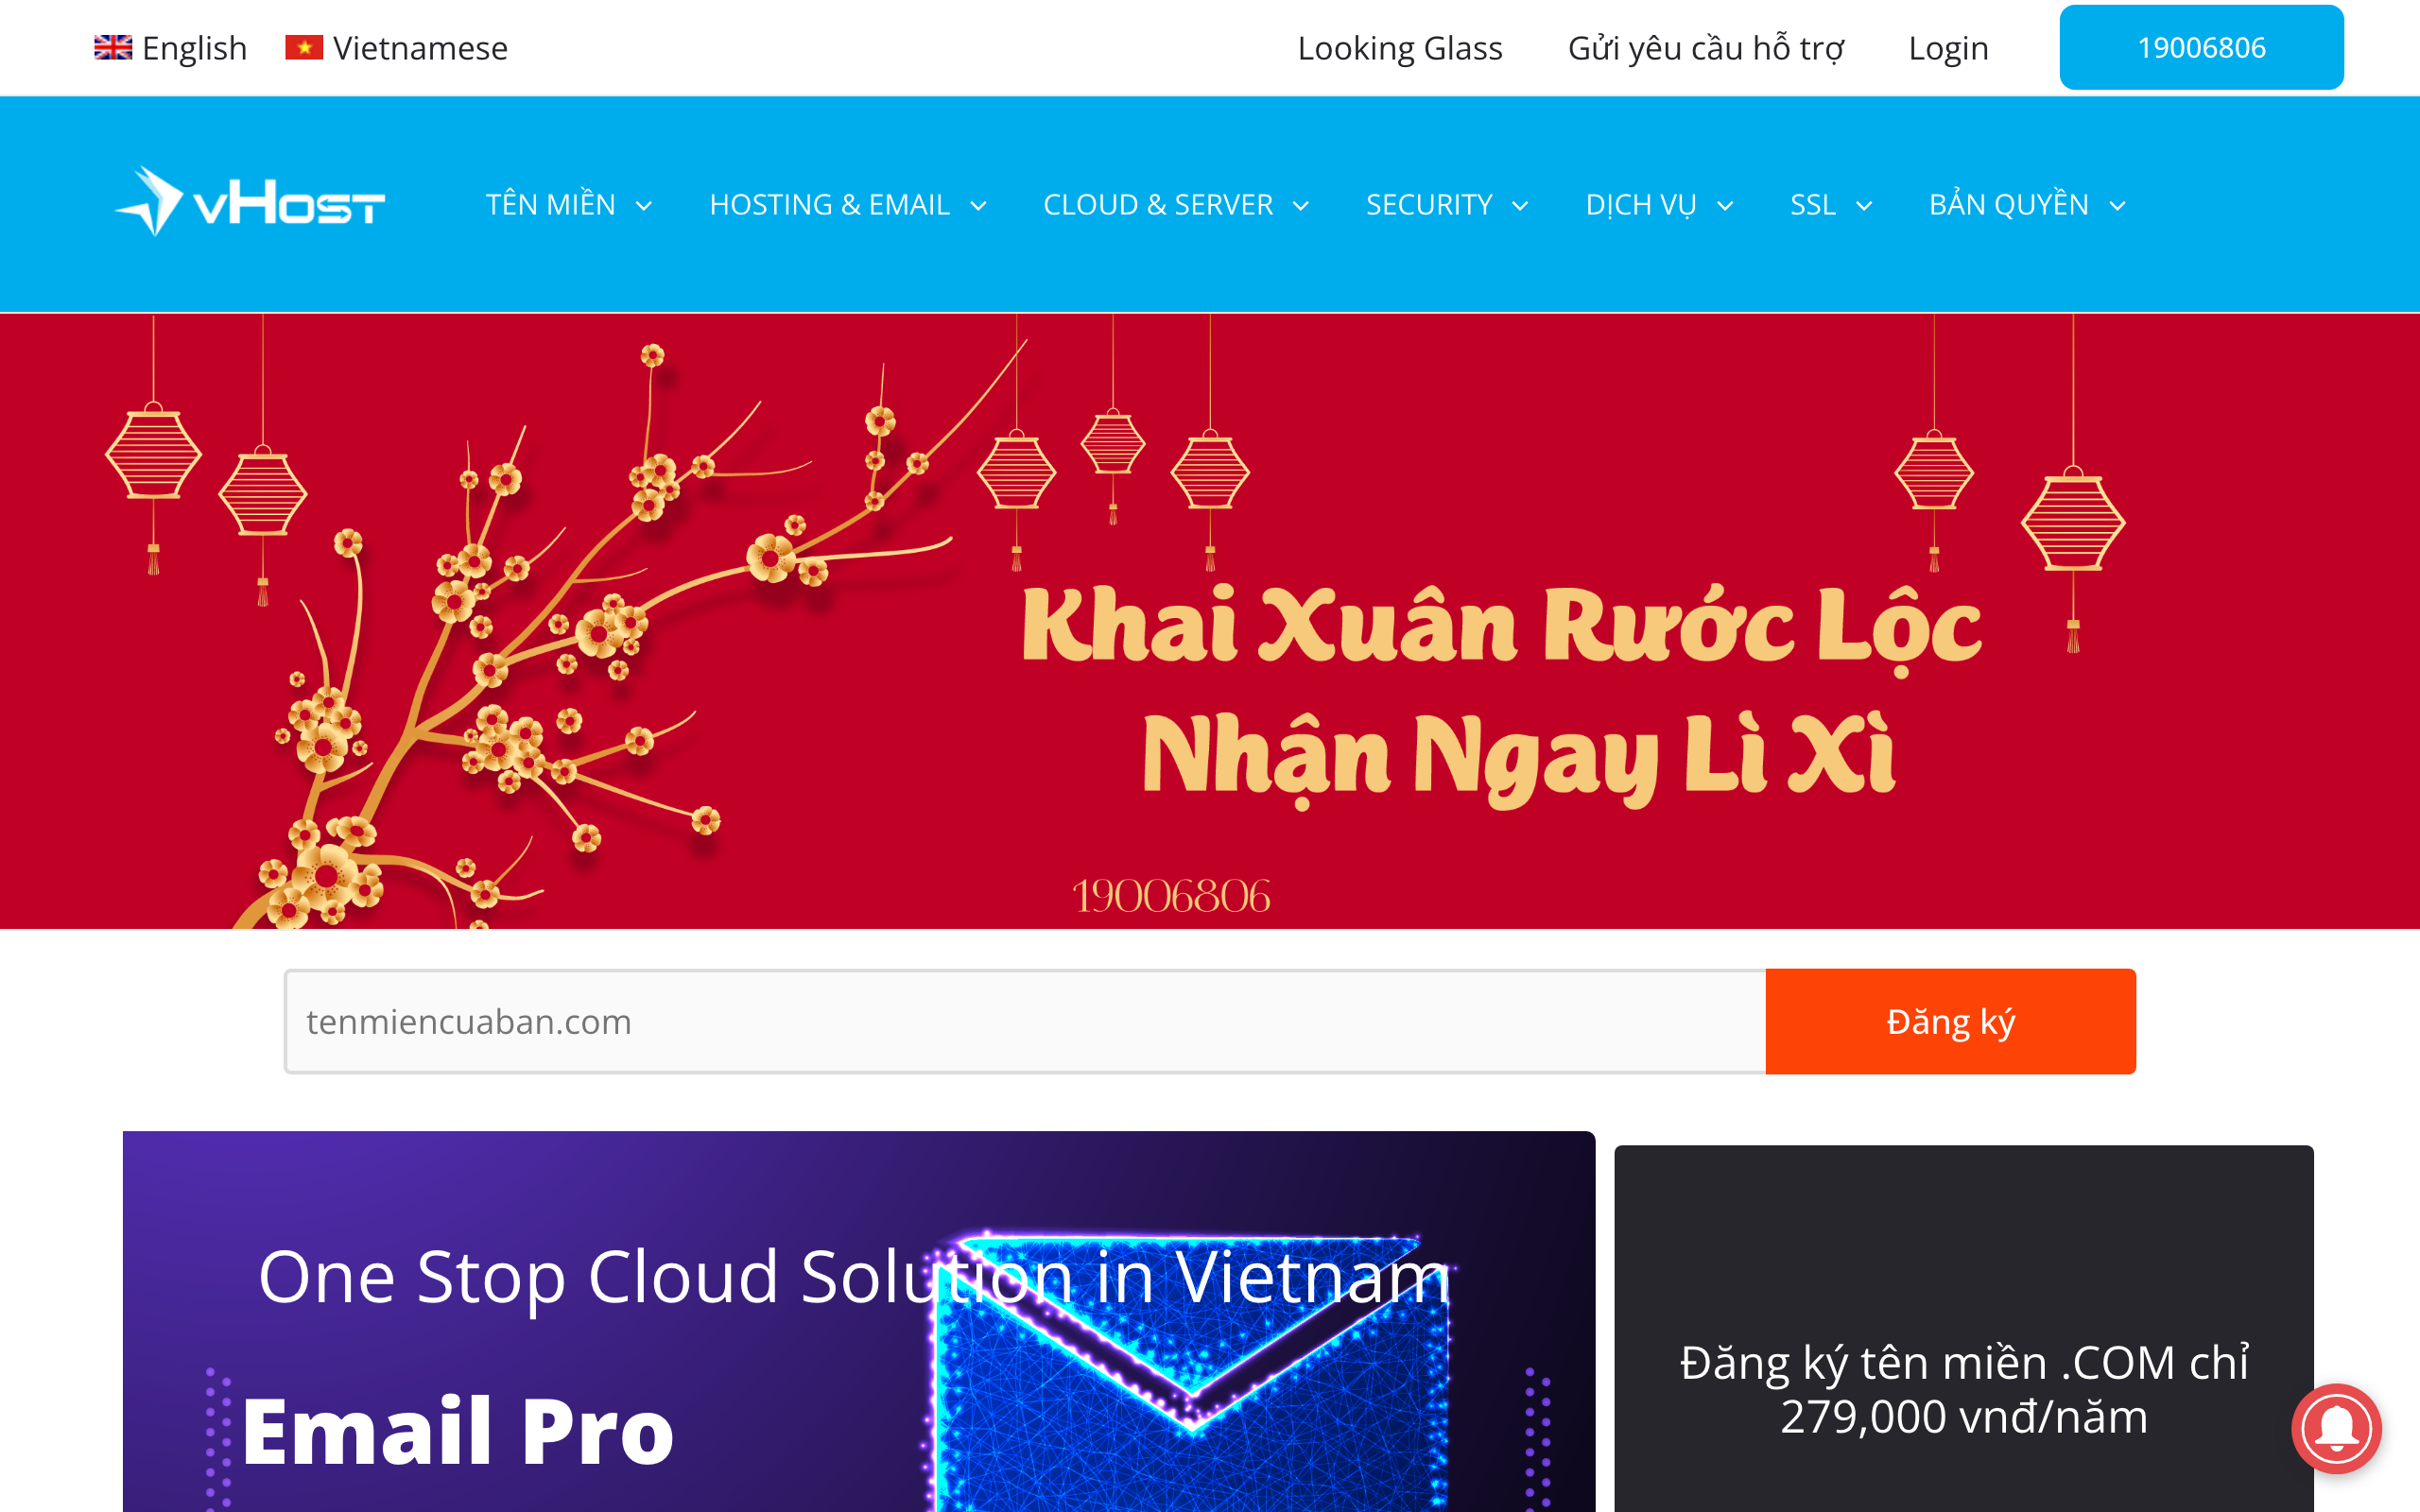 English
Vietnamese
Looking Glass
Gửi yêu cầu hỗ trợ
Login
19006806
vHost
TÊN MIỀN
HOSTING & EMAIL
CLOUD & SERVER
SECURITY
DỊCH VỤ
SSL
BẢN QUYỀN
Khai Xuân Rước Lộc
Nhận Ngay Lì Xì
19006806
tenmiencuaban.com
Đăng ký
One Stop Cloud Solution in Vietnam
Email Pro
Đăng ký tên miền .COM chỉ
279,000 vnđ/năm